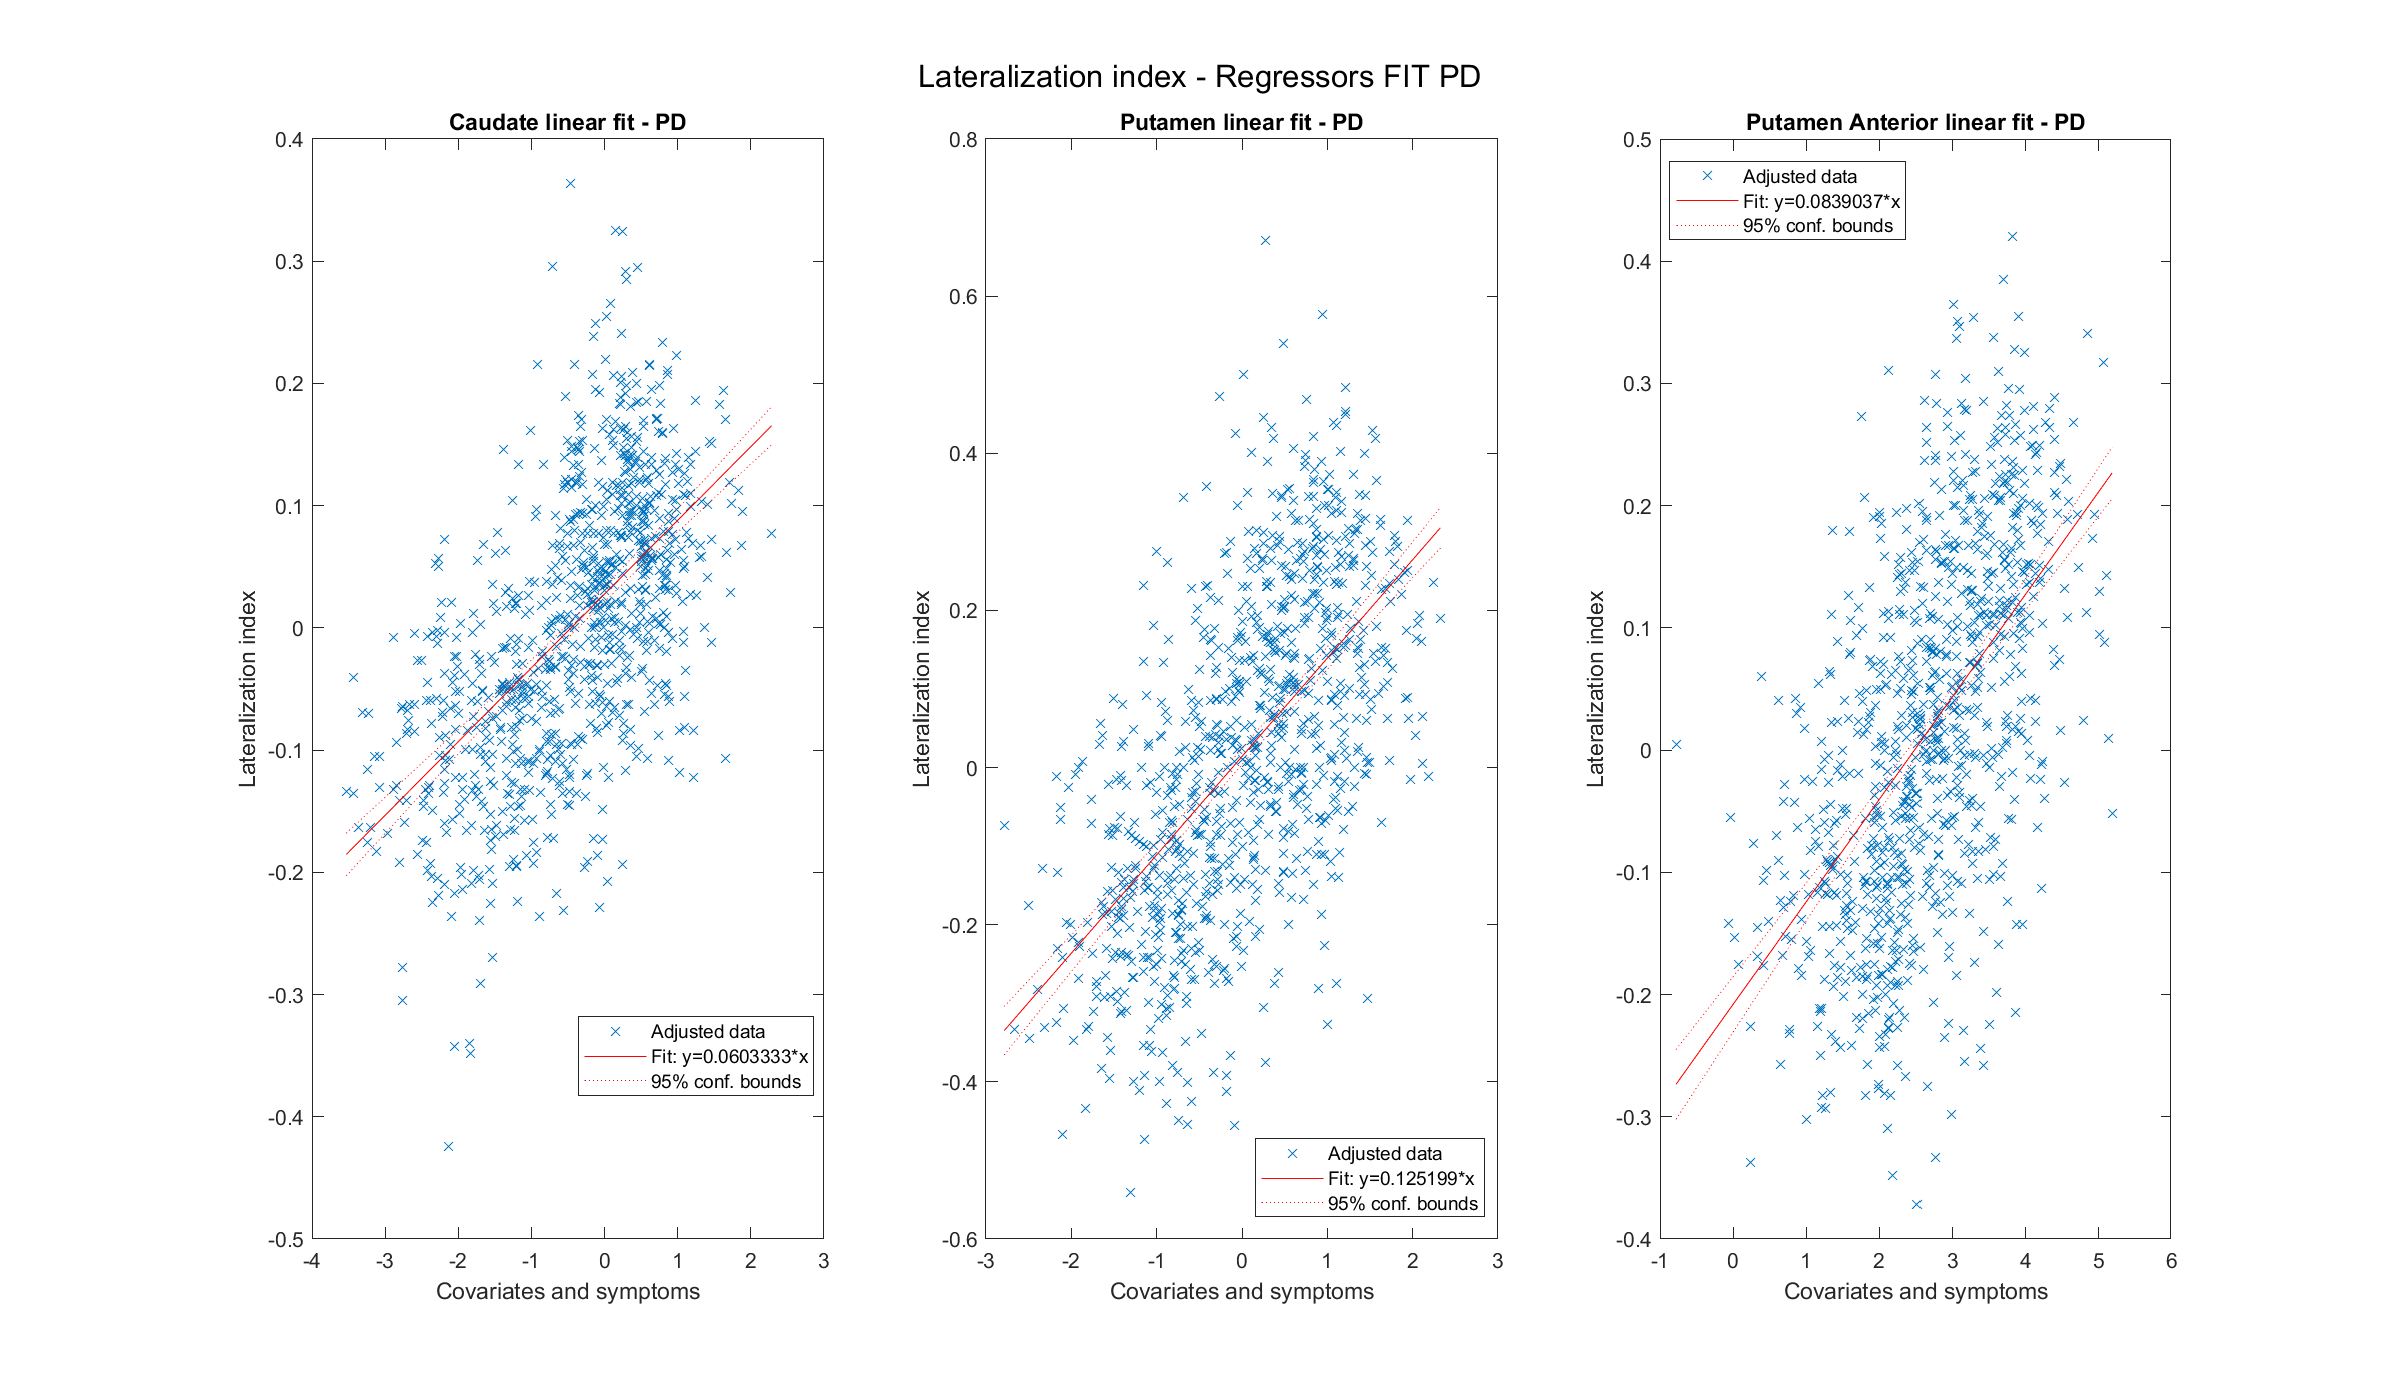 Lateralization index - Regressors FIT PD
Caudate linear fit - PD
0.4
0.3
0.2
0.1
0
-0.1
-0.2
-0.3
-0.4
-0.5
-4
-3
-2
-1
0
1
2
3
Lateralization index
Covariates and symptoms
Adjusted data
Fit: y=0.0603333*x
95% conf. bounds
Putamen linear fit - PD
0.8
0.6
0.4
0.2
0
-0.2
-0.4
-0.6
-3
-2
-1
0
1
2
3
Lateralization index
Covariates and symptoms
Adjusted data
Fit: y=0.125199*x
95% conf. bounds
Putamen Anterior linear fit - PD
0.5
0.4
0.3
0.2
0.1
0
-0.1
-0.2
-0.3
-0.4
-1
0
1
2
3
4
5
6
Lateralization index
Covariates and symptoms
Adjusted data
Fit: y=0.0839037*x
95% conf. bounds